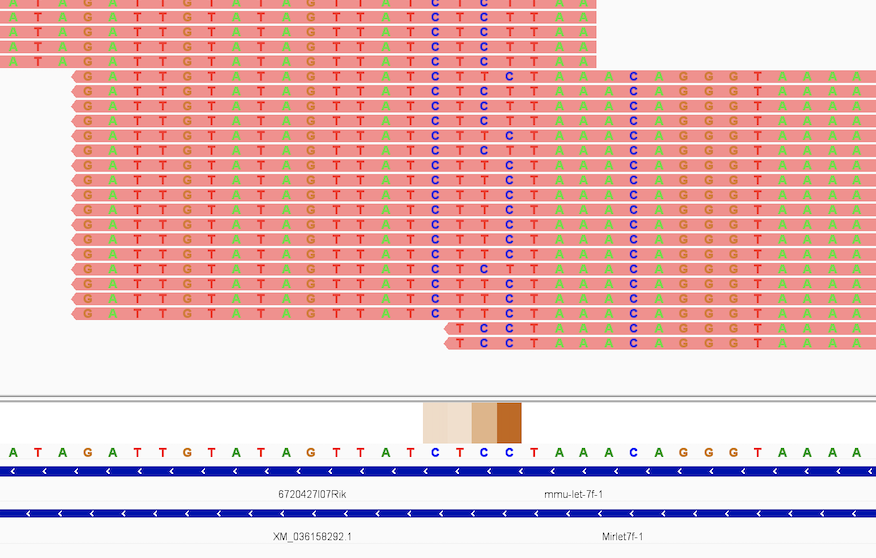 A T A G A T T G T A T A G T T A T C T C T T A A
A T A G A T T G T A T A G T T A T C T C T T A A
A T A G A T T G T A T A G T T A T C T C T T A A
A T A G A T T G T A T A G T T A T C T C T T A A
A T A G A T T G T A T A G T T A T C T C T T A A
G A T T G T A T A G T T A T C T T C T A A A C A G G G T A A A A
G A T T G T A T A G T T A T C T C T T A A A C A G G G T A A A A
G A T T G T A T A G T T A T C T C T T A A A C A G G G T A A A A
G A T T G T A T A G T T A T C T C T T A A A C A G G G T A A A A
G A T T G T A T A G T T A T C T T C T A A A C A G G G T A A A A
G A T T G T A T A G T T A T C T C T T A A A C A G G G T A A A A
G A T T G T A T A G T T A T C T T C T A A A C A G G G T A A A A
G A T T G T A T A G T T A T C T T C T A A A C A G G G T A A A A
G A T T G T A T A G T T A T C T T C T A A A C A G G G T A A A A
G A T T G T A T A G T T A T C T T C T A A A C A G G G T A A A A
G A T T G T A T A G T T A T C T T C T A A A C A G G G T A A A A
G A T T G T A T A G T T A T C T T C T A A A C A G G G T A A A A
G A T T G T A T A G T T A T C T T C T A A A C A G G G T A A A A
G A T T G T A T A G T T A T C T C T T A A A C A G G G T A A A A
G A T T G T A T A G T T A T C T T C T A A A C A G G G T A A A A
G A T T G T A T A G T T A T C T T C T A A A C A G G G T A A A A
G A T T G T A T A G T T A T C T T C T A A A C A G G G T A A A A
T C C T A A A C A G G G T A A A A
T C C T A A A C A G G G T A A A A
A T A G A T T G T A T A G T T A T C T C C T A A A C A G G G T A A A A
6720427I07Rik mmu-let-7f-1
XM_036158292.1 Mirlet7f-1